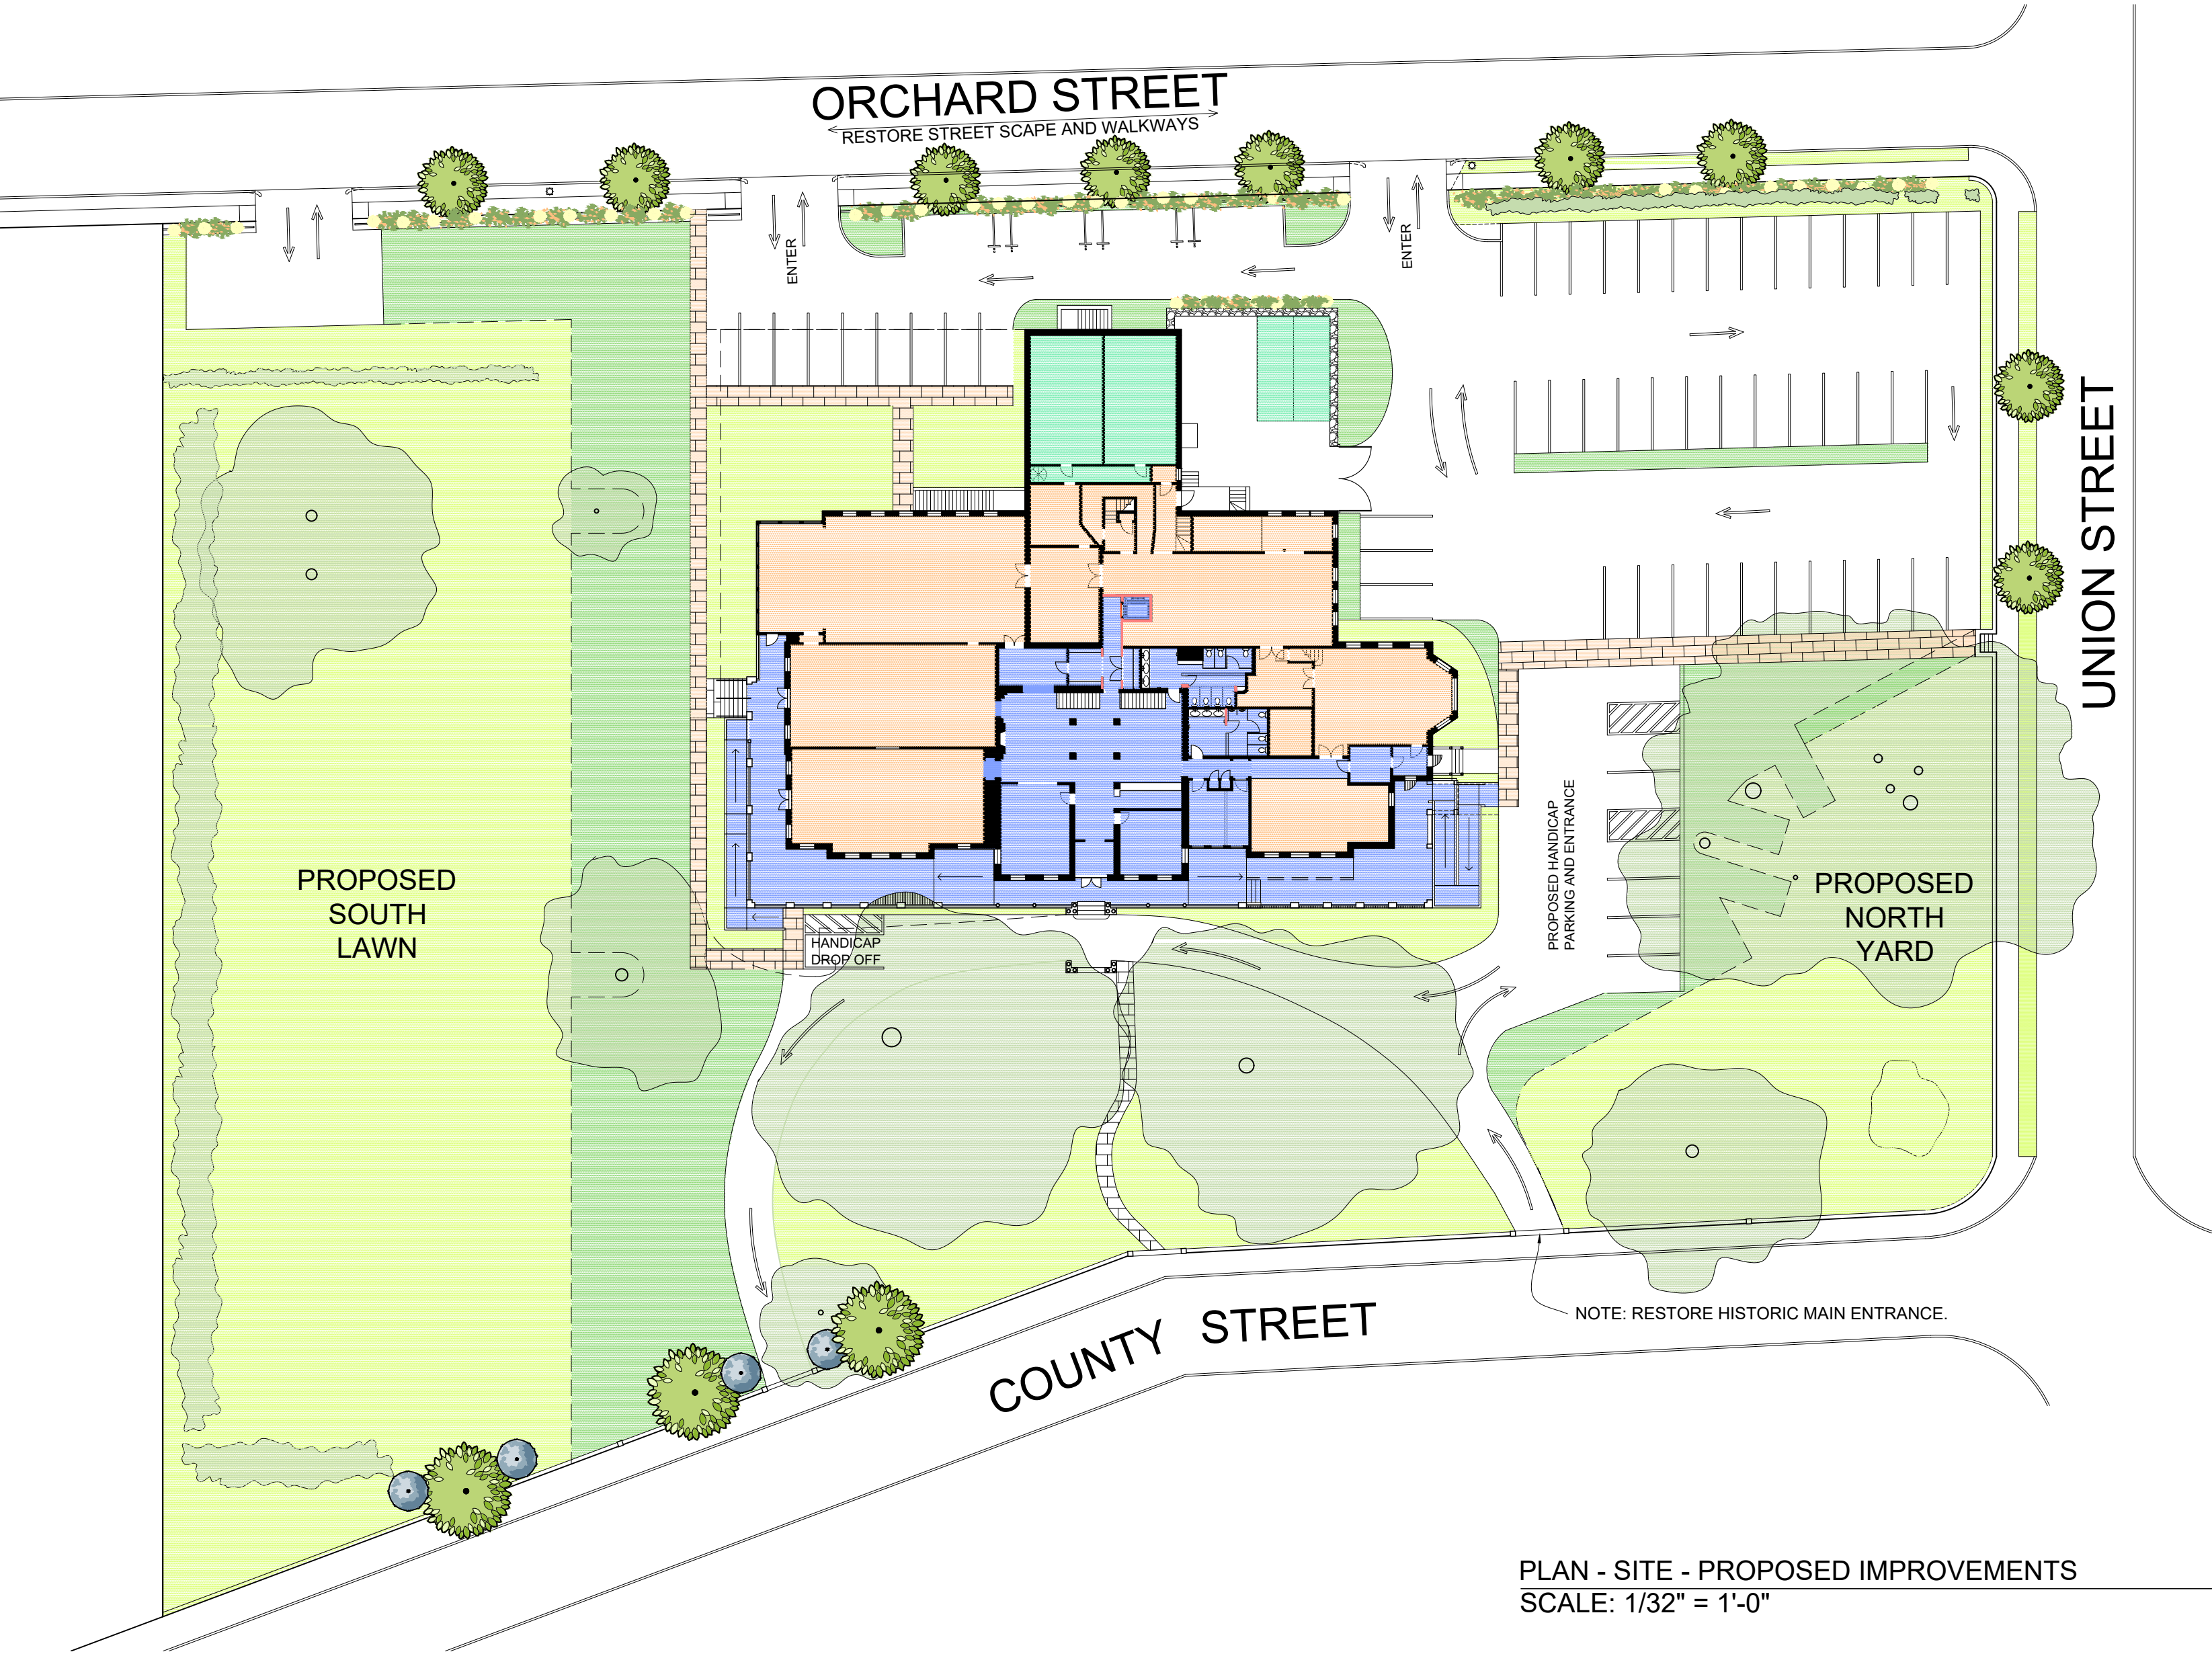 ORCHARD STREET
RESTORE STREET SCAPE AND WALKWAYS
ENTER
ENTER
UNION STREET
PROPOSED HANDICAP
PARKING AND ENTRANCE
PROPOSED
SOUTH
LAWN
PROPOSED
NORTH
YARD
HANDICAP
DROP OFF
COUNTY STREET
NOTE: RESTORE HISTORIC MAIN ENTRANCE.
PLAN - SITE - PROPOSED IMPROVEMENTS
SCALE: 1/32" = 1'-0"